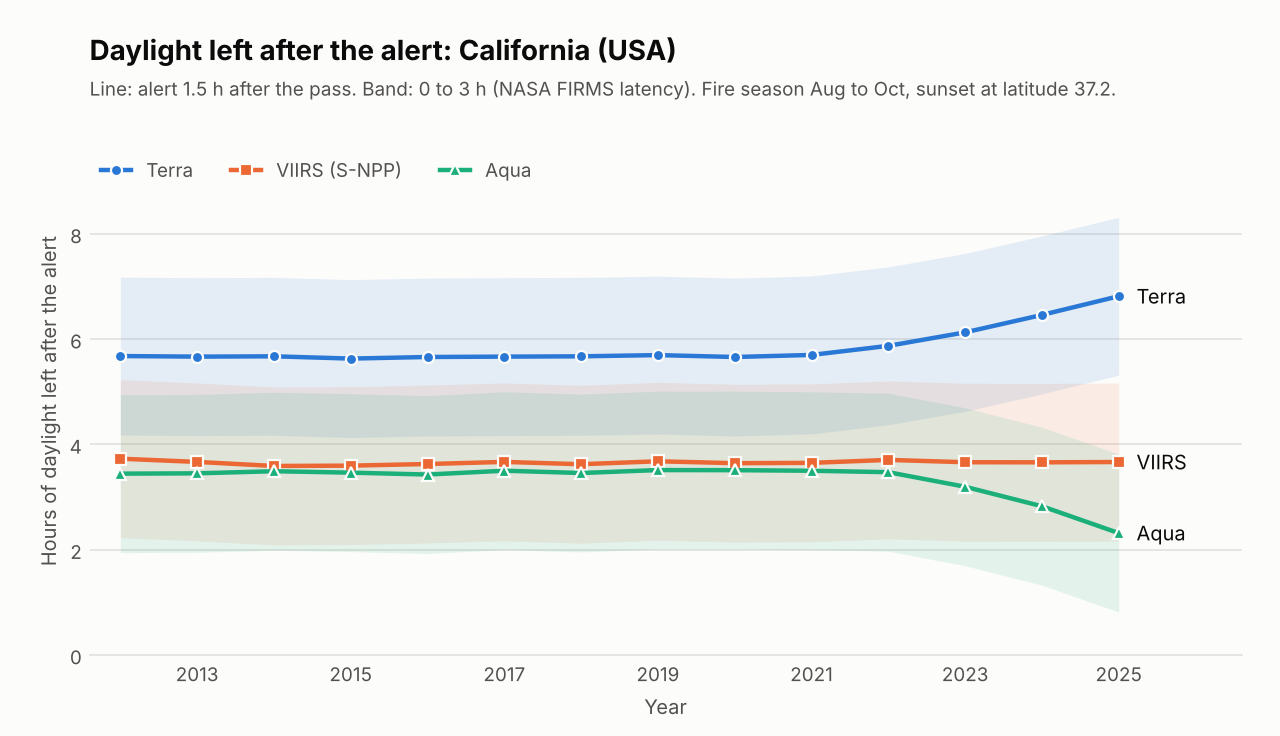 Daylight left after the alert: California (USA)
Line: alert 1.5 h after the pass. Band: 0 to 3 h (NASA FIRMS latency). Fire season Aug to Oct, sunset at latitude 37.2.
Terra VIIRS (S-NPP) Aqua
Hours of daylight left after the alert
8
6
4
2
0
Terra
VIIRS
Aqua
2013 2015 2017 2019 2021 2023 2025
Year